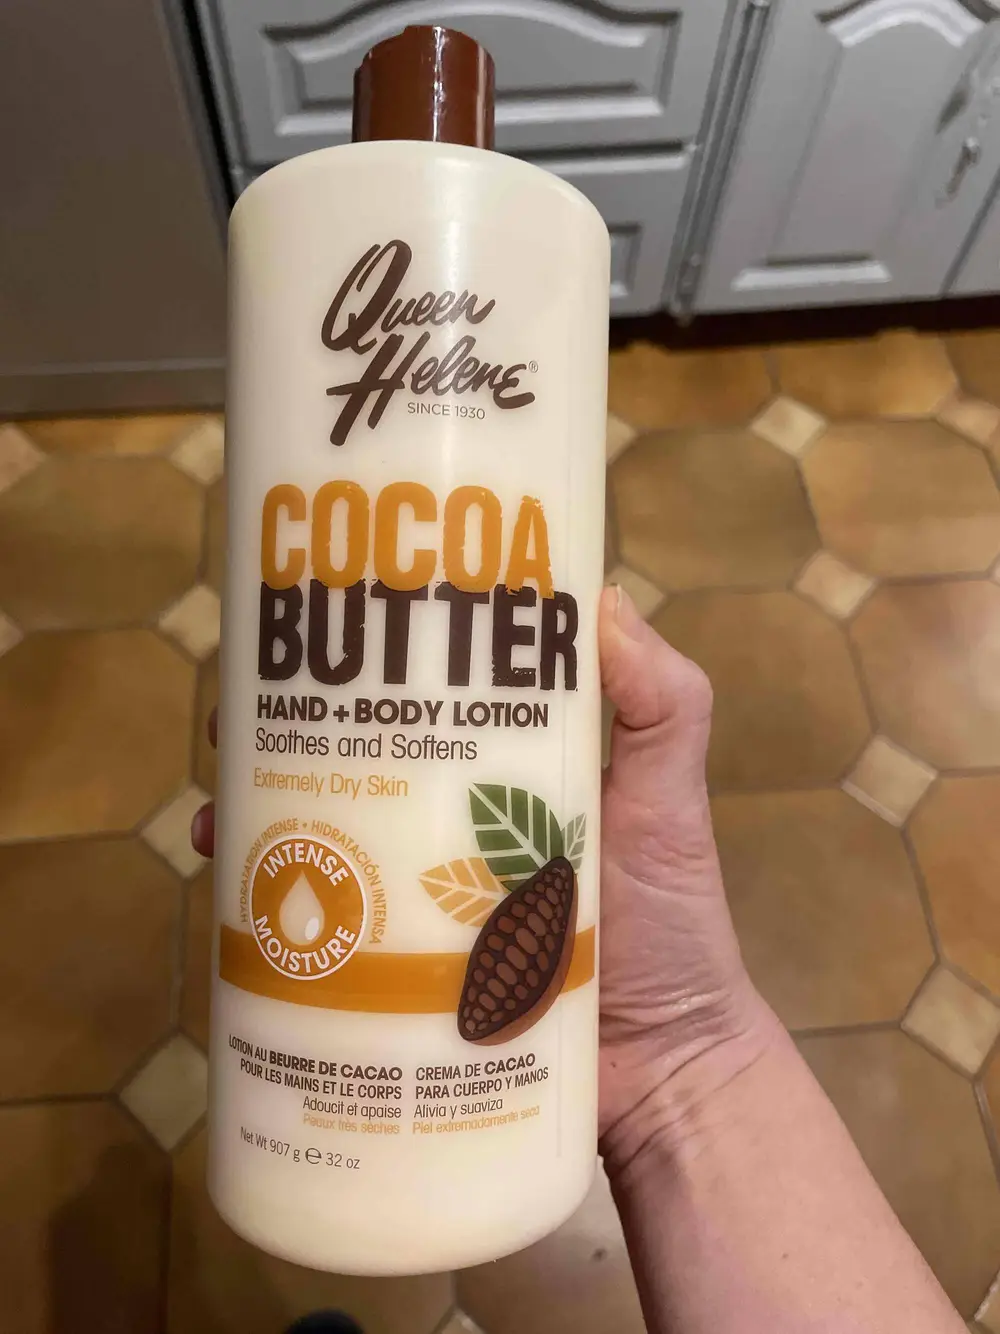 Queen
Helene®
SINCE 1930
COCOA
BUTTER
HAND + BODY LOTION
Soothes and Softens
Extremely Dry Skin
HYDRATATION INTENSE • HIDRATACIÓN INTENSA
INTENSE
MOISTURE
LOTION AU BEURRE DE CACAO
POUR LES MAINS ET LE CORPS
Adoucit et apaise
Peaux très sèches
CREMA DE CACAO
PARA CUERPO Y MANOS
Alivia y suaviza
Piel extremadamente seca
Net Wt 907 g ℮ 32 oz